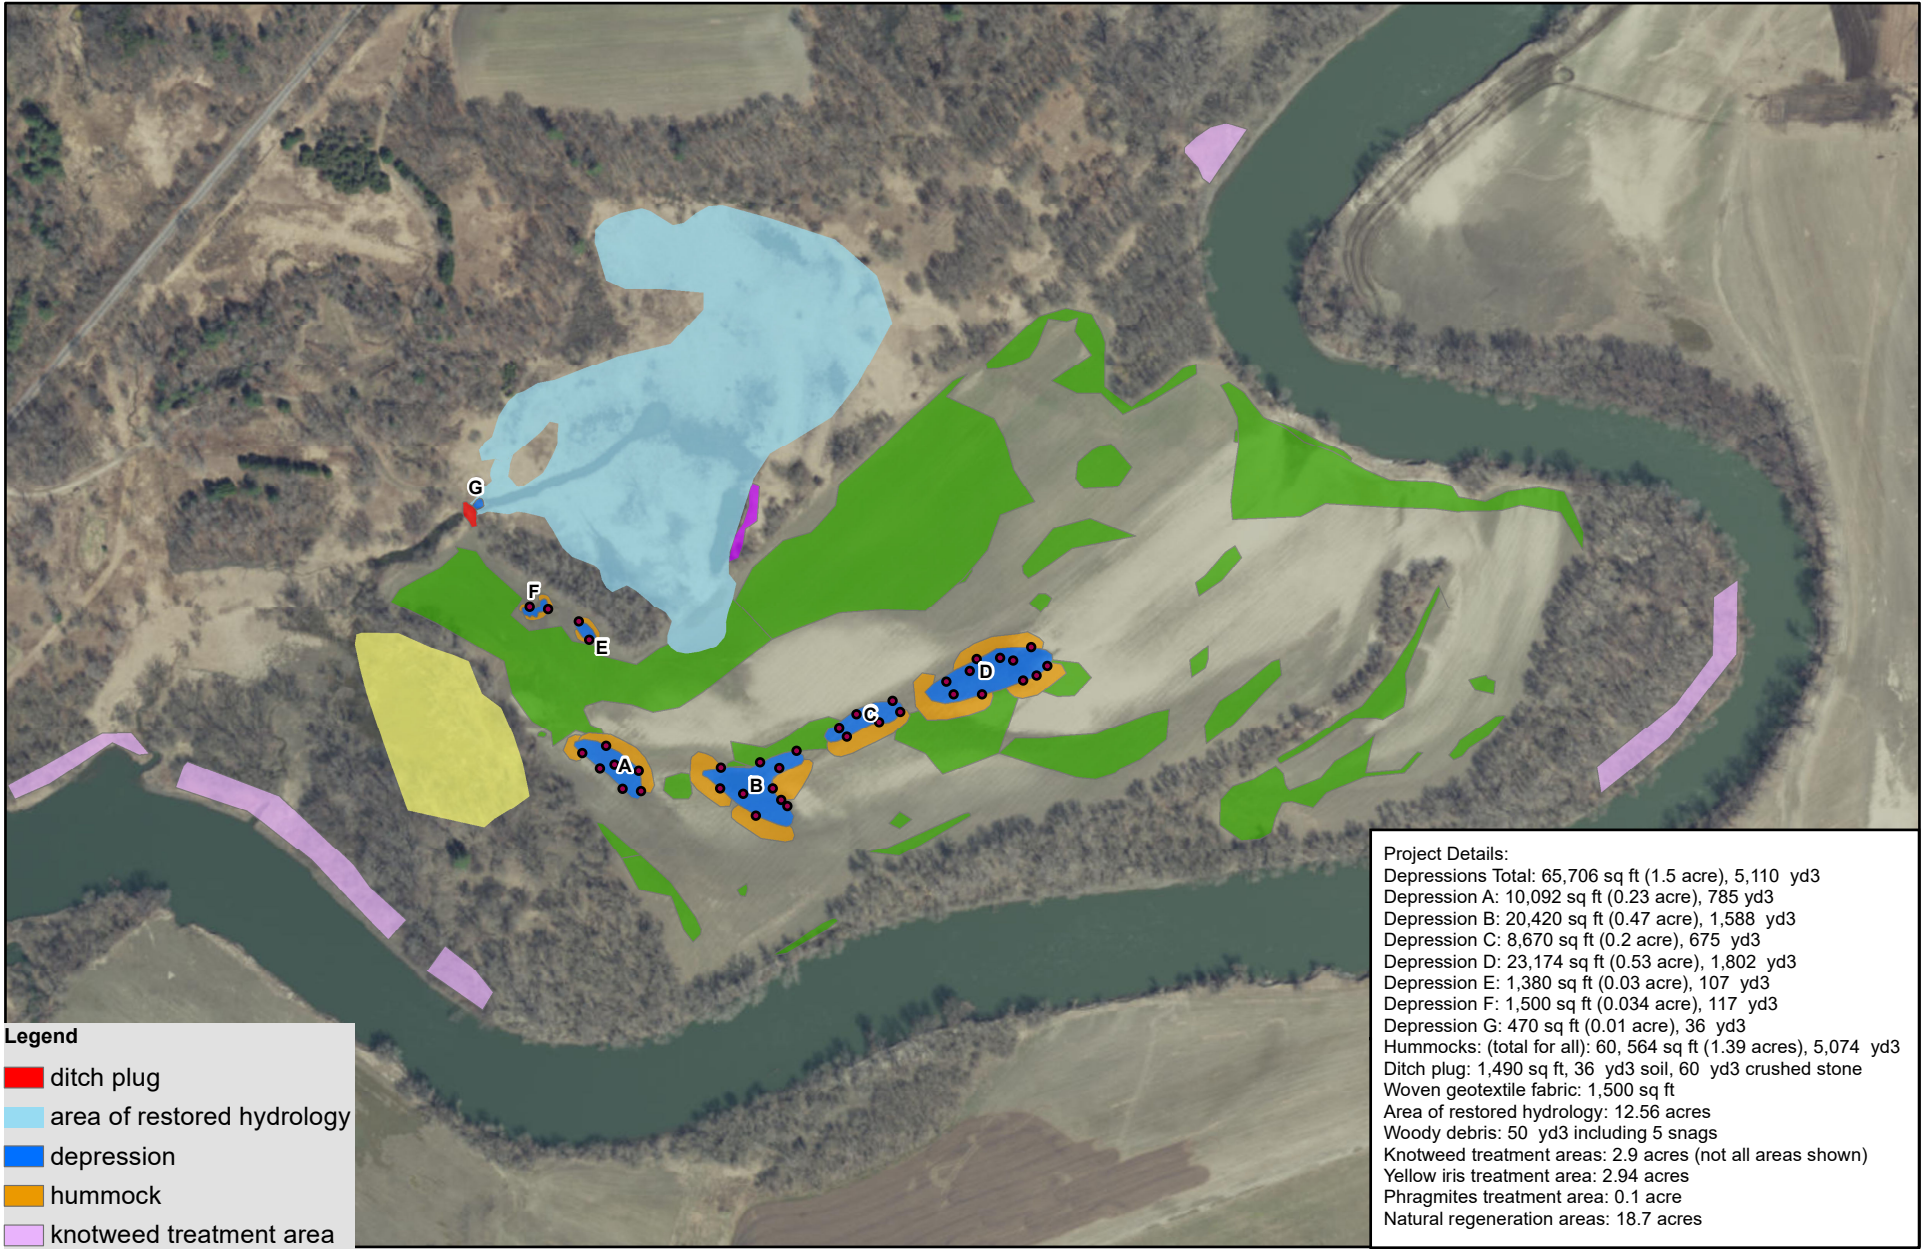 G
F
E
D
C
A
B
Project Details:
Depressions Total: 65,706 sq ft (1.5 acre), 5,110 yd3
Depression A: 10,092 sq ft (0.23 acre), 785 yd3
Depression B: 20,420 sq ft (0.47 acre), 1,588 yd3
Depression C: 8,670 sq ft (0.2 acre), 675 yd3
Depression D: 23,174 sq ft (0.53 acre), 1,802 yd3
Depression E: 1,380 sq ft (0.03 acre), 107 yd3
Depression F: 1,500 sq ft (0.034 acre), 117 yd3
Depression G: 470 sq ft (0.01 acre), 36 yd3
Hummocks: (total for all): 60, 564 sq ft (1.39 acres), 5,074 yd3
Ditch plug: 1,490 sq ft, 36 yd3 soil, 60 yd3 crushed stone
Woven geotextile fabric: 1,500 sq ft
Area of restored hydrology: 12.56 acres
Woody debris: 50 yd3 including 5 snags
Knotweed treatment areas: 2.9 acres (not all areas shown)
Yellow iris treatment area: 2.94 acres
Phragmites treatment area: 0.1 acre
Natural regeneration areas: 18.7 acres
Legend
ditch plug
area of restored hydrology
depression
hummock
knotweed treatment area